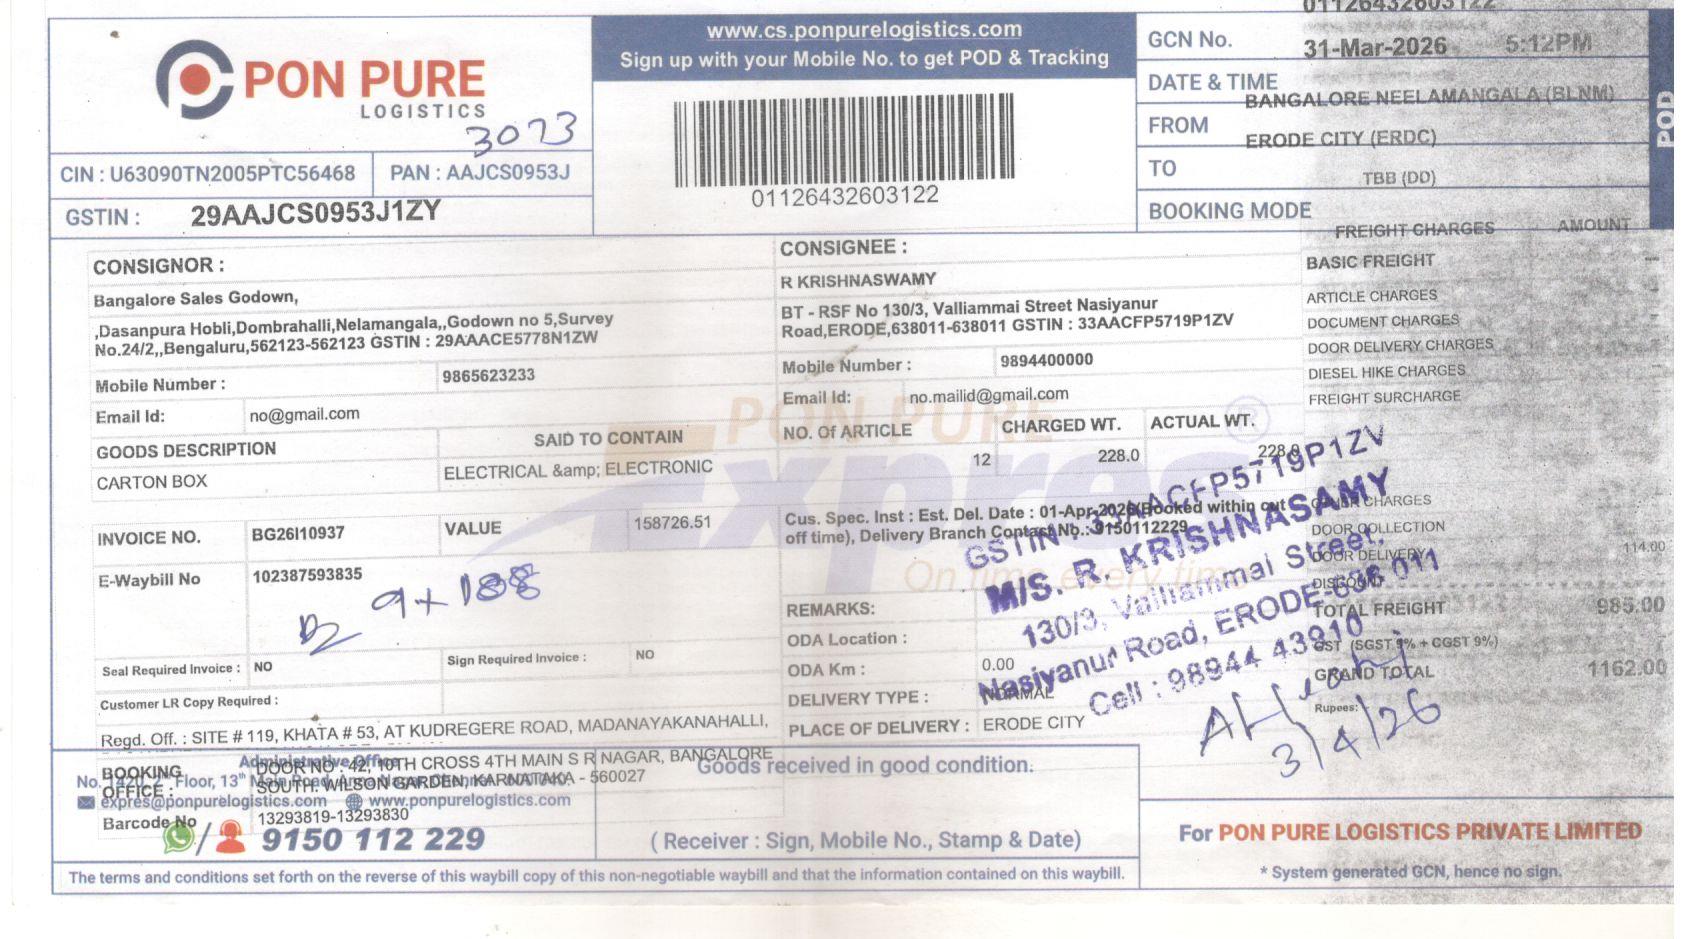 PON PURE
LOGISTICS
3073
CIN : U63090TN2005PTC56468
PAN : AAJCS0953J
GSTIN :
29AAJCS0953J1ZY
www.cs.ponpurelogistics.com
Sign up with your Mobile No. to get POD & Tracking
01126432603122
01126432603122
GCN No.
31-Mar-2026 5:12PM
DATE & TIME
BANGALORE NEELAMANGALA (BLNM)
FROM
ERODE CITY (ERDC)
TO
TBB (DD)
BOOKING MODE
POD
CONSIGNOR :
Bangalore Sales Godown,
,Dasanpura Hobli,Dombrahalli,Nelamangala,,Godown no 5,Survey
No.24/2,,Bengaluru,562123-562123 GSTIN : 29AAACE5778N1ZW
Mobile Number :
9865623233
Email Id:
no@gmail.com
GOODS DESCRIPTION
SAID TO CONTAIN
CARTON BOX
ELECTRICAL &amp; ELECTRONIC
INVOICE NO.
BG26I10937
VALUE
158726.51
E-Waybill No
102387593835
9+188
Seal Required Invoice :
NO
Sign Required Invoice :
NO
Customer LR Copy Required :
CONSIGNEE :
R KRISHNASWAMY
BT - RSF No 130/3, Valliammai Street Nasiyanur
Road,ERODE,638011-638011 GSTIN : 33AACFP5719P1ZV
Mobile Number :
9894400000
Email Id:
no.mailid@gmail.com
PON PURE
Expres
On time every time
®
NO. Of ARTICLE
CHARGED WT.
ACTUAL WT.
12
228.0
228.0
Cus. Spec. Inst : Est. Del. Date : 01-Apr-2026(Booked within cut
off time), Delivery Branch Contact No.: 9150112229
REMARKS:
ODA Location :
ODA Km :
0.00
DELIVERY TYPE :
NORMAL
PLACE OF DELIVERY :
ERODE CITY
GSTIN : 33AACFP5719P1ZV
M/S. R. KRISHNASAMY
130/3, Valliammai Street,
Nasiyanur Road, ERODE-638 011
Cell : 98944 43910
3/4/26
FREIGHT CHARGES
AMOUNT
BASIC FREIGHT
ARTICLE CHARGES
DOCUMENT CHARGES
DOOR DELIVERY CHARGES
DIESEL HIKE CHARGES
FREIGHT SURCHARGE
CHARGES
DOOR COLLECTION
DOOR DELIVERY
114.00
DISCOUNT
TOTAL FREIGHT
985.00
GST (SGST 9% + CGST 9%)
GRAND TOTAL
1162.00
Rupees:
Regd. Off. : SITE # 119, KHATA # 53, AT KUDREGERE ROAD, MADANAYAKANAHALLI,
BOOKING
OFFICE :
DOOR NO -42, 10TH CROSS 4TH MAIN S R NAGAR, BANGALORE
SOUTH. WILSON GARDEN, KARNATAKA - 560027
Administrative Office
Floor, 13th Main Road,
expres@ponpurelogistics.com
www.ponpurelogistics.com
Barcode No
13293819-13293830
9150 112 229
Goods received in good condition.
( Receiver : Sign, Mobile No., Stamp & Date)
For PON PURE LOGISTICS PRIVATE LIMITED
* System generated GCN, hence no sign.
The terms and conditions set forth on the reverse of this waybill copy of this non-negotiable waybill and that the information contained on this waybill.